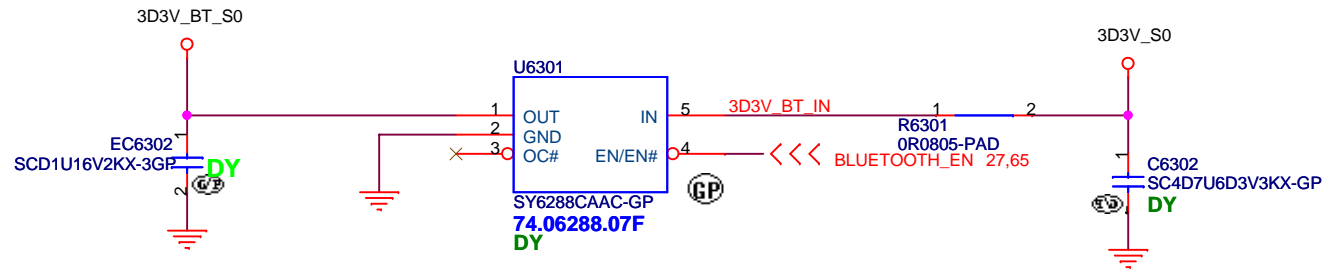 3D3V_BT_S0
3D3V_S0
U6301
1
OUT
IN
5
3D3V_BT_IN
1
2
2
GND
R6301
0R0805-PAD
EC6302
1
SCD1U16V2KX-3GP
DY
2
3
OC#
EN/EN#
4
BLUETOOTH_EN 27,65
1
C6302
SC4D7U6D3V3KX-GP
DY
GP
SY6288CAAC-GP
74.06288.07F
DY